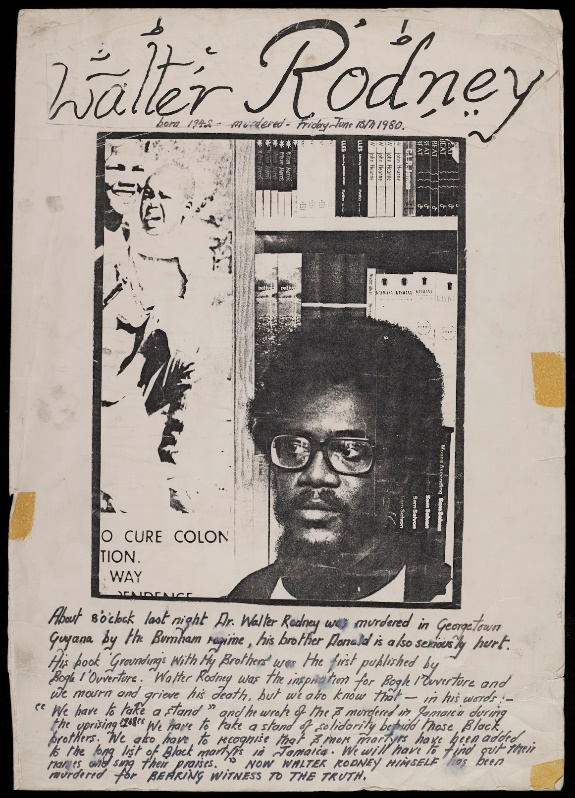 Walter Rodney
born 1942 - murdered - Friday June 13th 1980.
O CURE COLON
TION.
WAY
About 8 o'clock last night Dr. Walter Rodney was murdered in Georgetown
Guyana by the Burnham regime, his brother Donald is also seriously hurt.
His book 'Groundings With My Brothers' was the first published by
Bogle L'Ouverture. Walter Rodney was the inspiration for Bogle L'Ouverture and
we mourn and grieve his death, but we also know that — in his words :-
"We have to take a stand" and he wrote of the 3 murdered in Jamaica during
the uprising 1968 "We have to take a stand of solidarity behind those Black
brothers. We also have to recognise that 3 more martyrs have been added
to the long list of Black martyrs in Jamaica. We will have to find out their
names and sing their praises." NOW WALTER RODNEY HIMSELF has been
murdered for BEARING WITNESS TO THE TRUTH.